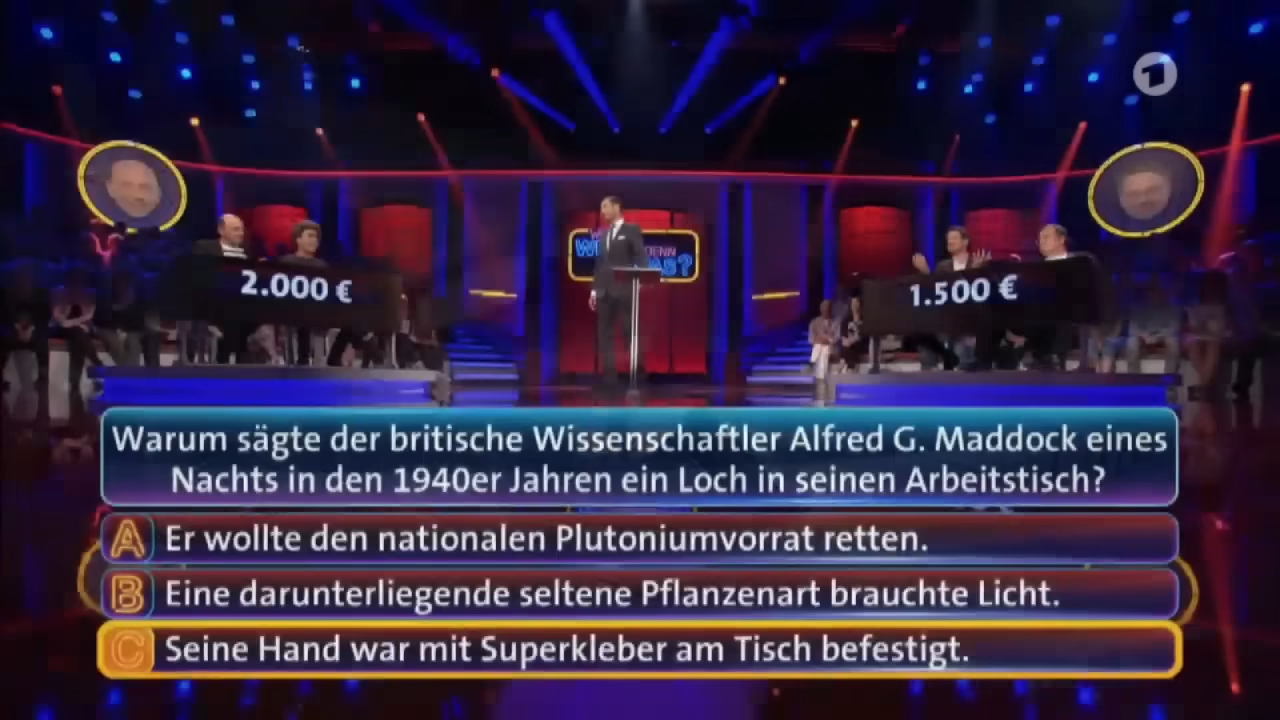 1
2.000 €
1.500 €
Warum sägte der britische Wissenschaftler Alfred G. Maddock eines
Nachts in den 1940er Jahren ein Loch in seinen Arbeitstisch?
A Er wollte den nationalen Plutoniumvorrat retten.
B Eine darunterliegende seltene Pflanzenart brauchte Licht.
C Seine Hand war mit Superkleber am Tisch befestigt.